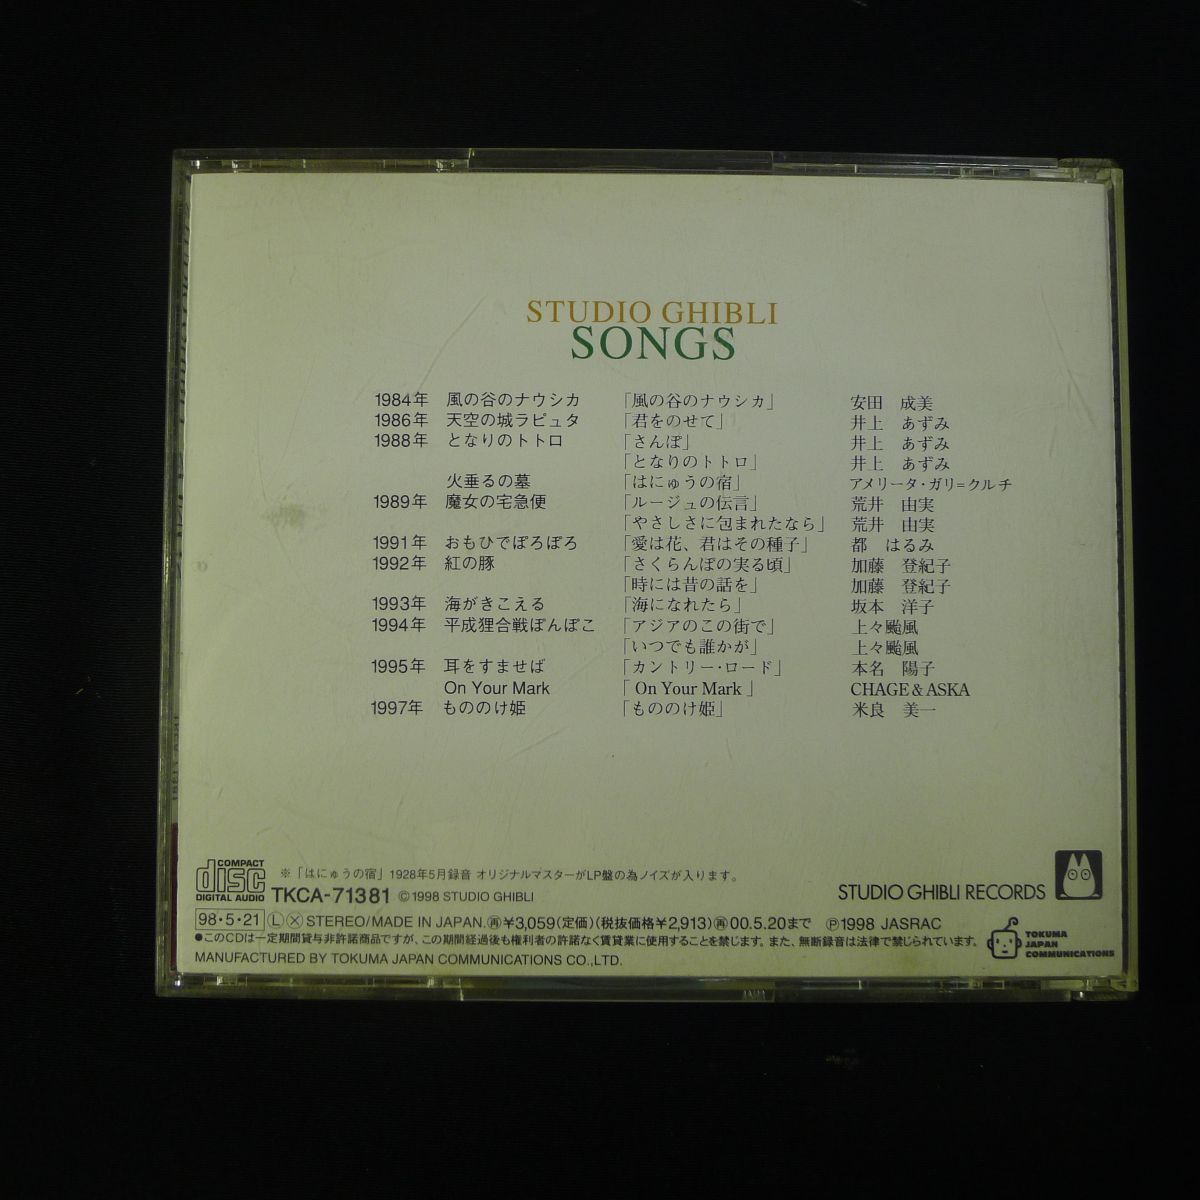 STUDIO GHIBLI
SONGS
1984年 風の谷のナウシカ 「風の谷のナウシカ」 安田 成美
1986年 天空の城ラピュタ 「君をのせて」 井上 あずみ
1988年 となりのトトロ 「さんぽ」 井上 あずみ
「となりのトトロ」 井上 あずみ
火垂るの墓 「はにゅうの宿」 アメリータ・ガリ=クルチ
1989年 魔女の宅急便 「ルージュの伝言」 荒井 由実
「やさしさに包まれたなら」 荒井 由実
1991年 おもひでぽろぽろ 「愛は花、君はその種子」 都 はるみ
1992年 紅の豚 「さくらんぼの実る頃」 加藤 登紀子
「時には昔の話を」 加藤 登紀子
1993年 海がきこえる 「海になれたら」 坂本 洋子
1994年 平成狸合戦ぽんぽこ 「アジアのこの街で」 上々颱風
「いつでも誰かが」 上々颱風
1995年 耳をすませば 「カントリー・ロード」 本名 陽子
On Your Mark 「On Your Mark」 CHAGE&ASKA
1997年 もののけ姫 「もののけ姫」 米良 美一
COMPACT
disc
DIGITAL AUDIO
※「はにゅうの宿」1928年5月録音 オリジナルマスターがLP盤の為ノイズが入ります。
TKCA-71381 ©1998 STUDIO GHIBLI
STUDIO GHIBLI RECORDS
98・5・21 Ⓛ Ⓧ STEREO/MADE IN JAPAN. ㊢¥3,059(定価)(税抜価格¥2,913)㊢00.5.20まで Ⓟ1998 JASRAC
●このCDは一定期間貸与非許諾商品ですが、この期間経過後も権利者の許諾なく賃貸業に使用することを禁じます。また、無断録音は法律で禁じられています。
MANUFACTURED BY TOKUMA JAPAN COMMUNICATIONS CO.,LTD.
TOKUMA
JAPAN
COMMUNICATIONS